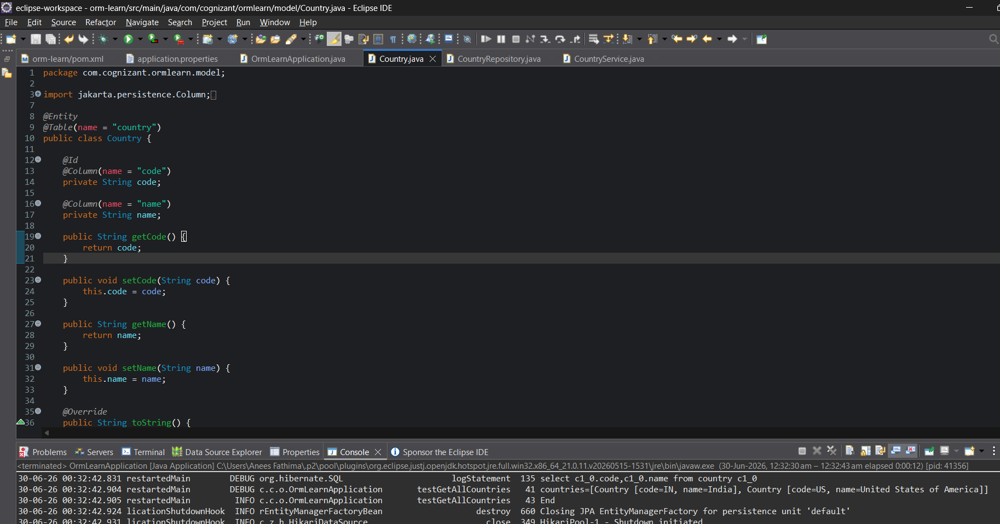 eclipse-workspace - orm-learn/src/main/java/com/cognizant/ormlearn/model/Country.java - Eclipse IDE
File Edit Source Refactor Navigate Search Project Run Window Help
orm-learn/pom.xml application.properties OrmLearnApplication.java Country.java CountryRepository.java CountryService.java
1 package com.cognizant.ormlearn.model;
2
3 import jakarta.persistence.Column;
7
8 @Entity
9 @Table(name = "country")
10 public class Country {
11
12 @Id
13 @Column(name = "code")
14 private String code;
15
16 @Column(name = "name")
17 private String name;
18
19 public String getCode() {
20 return code;
21 }
22
23 public void setCode(String code) {
24 this.code = code;
25 }
26
27 public String getName() {
28 return name;
29 }
30
31 public void setName(String name) {
32 this.name = name;
33 }
34
35 @Override
36 public String toString() {
Problems Servers Terminal Data Source Explorer Properties Console Sponsor the Eclipse IDE
<terminated> OrmLearnApplication [Java Application] C:\Users\Anees Fathima\.p2\pool\plugins\org.eclipse.justj.openjdk.hotspot.jre.full.win32.x86_64_21.0.11.v20260515-1531\jre\bin\javaw.exe (30-Jun-2026, 12:32:30 am – 12:32:43 am elapsed 0:00:12) [pid: 41356]
30-06-26 00:32:42.831 restartedMain DEBUG org.hibernate.SQL logStatement 135 select c1_0.code,c1_0.name from country c1_0
30-06-26 00:32:42.904 restartedMain DEBUG c.c.o.OrmLearnApplication testGetAllCountries 41 countries=[Country [code=IN, name=India], Country [code=US, name=United States of America]]
30-06-26 00:32:42.905 restartedMain INFO c.c.o.OrmLearnApplication testGetAllCountries 43 End
30-06-26 00:32:42.924 licationShutdownHook INFO rEntityManagerFactoryBean destroy 660 Closing JPA EntityManagerFactory for persistence unit 'default'
30-06-26 00:32:42.931 licationShutdownHook INFO c.z.h.HikariDataSource close 349 HikariPool-1 - Shutdown initiated